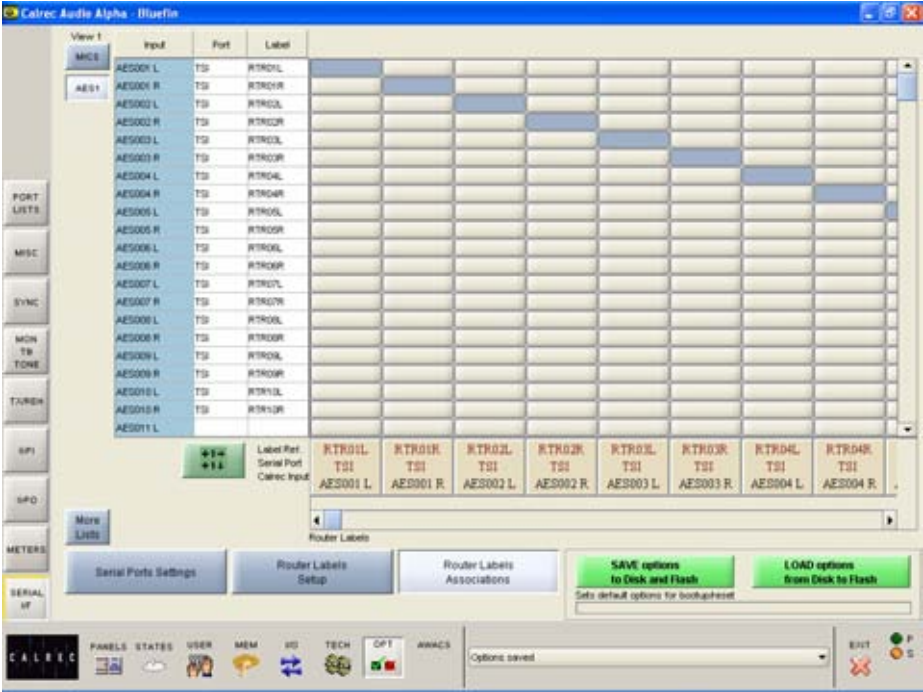 Calrec Audio Alpha - Bluefin
View 1
MICS
AES1
Input Port Label
AES001 L TSI RTR01L
AES001 R TSI RTR01R
AES002 L TSI RTR02L
AES002 R TSI RTR02R
AES003 L TSI RTR03L
AES003 R TSI RTR03R
AES004 L TSI RTR04L
AES004 R TSI RTR04R
AES005 L TSI RTR05L
AES005 R TSI RTR05R
AES006 L TSI RTR06L
AES006 R TSI RTR06R
AES007 L TSI RTR07L
AES007 R TSI RTR07R
AES008 L TSI RTR08L
AES008 R TSI RTR08R
AES009 L TSI RTR09L
AES009 R TSI RTR09R
AES010 L TSI RTR10L
AES010 R TSI RTR10R
AES011 L
PORT
LISTS
MISC
SYNC
MON
TB
TONE
TX/REH
GPI
GPO
METERS
SERIAL
I/F
+1→
+1↓
Label Ref.
Serial Port
Calrec Input
RTR01L RTR01R RTR02L RTR02R RTR03L RTR03R RTR04L RTR04R
TSI TSI TSI TSI TSI TSI TSI TSI
AES001 L AES001 R AES002 L AES002 R AES003 L AES003 R AES004 L AES004 R
More
Lists
Router Labels
Serial Ports Settings
Router Labels
Setup
Router Labels
Associations
SAVE options
to Disk and Flash
LOAD options
from Disk to Flash
Sets default options for bootup/reset
CALREC
PANELS STATES USER MEM I/O TECH OPT AWACS
Options saved
EXIT
P
S